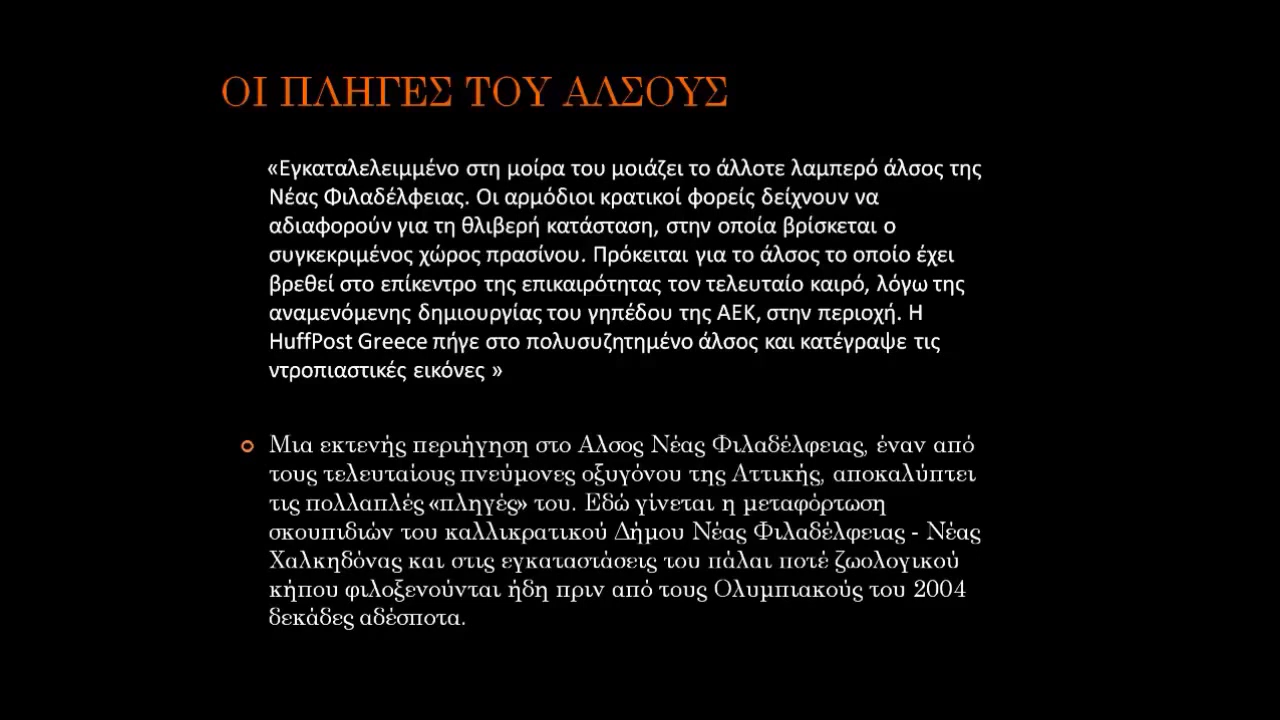 ΟΙ ΠΛΗΓΕΣ ΤΟΥ ΑΛΣΟΥΣ
«Εγκαταλελειμμένο στη μοίρα του μοιάζει το άλλοτε λαμπερό άλσος της
Νέας Φιλαδέλφειας. Οι αρμόδιοι κρατικοί φορείς δείχνουν να
αδιαφορούν για τη θλιβερή κατάσταση, στην οποία βρίσκεται ο
συγκεκριμένος χώρος πρασίνου. Πρόκειται για το άλσος το οποίο έχει
βρεθεί στο επίκεντρο της επικαιρότητας τον τελευταίο καιρό, λόγω της
αναμενόμενης δημιουργίας του γηπέδου της ΑΕΚ, στην περιοχή. Η
HuffPost Greece πήγε στο πολυσυζητημένο άλσος και κατέγραψε τις
ντροπιαστικές εικόνες »
Μια εκτενής περιήγηση στο Αλσος Νέας Φιλαδέλφειας, έναν από
τους τελευταίους πνεύμονες οξυγόνου της Αττικής, αποκαλύπτει
τις πολλαπλές «πληγές» του. Εδώ γίνεται η μεταφόρτωση
σκουπιδιών του καλλικρατικού Δήμου Νέας Φιλαδέλφειας - Νέας
Χαλκηδόνας και στις εγκαταστάσεις του πάλαι ποτέ ζωολογικού
κήπου φιλοξενούνται ήδη πριν από τους Ολυμπιακούς του 2004
δεκάδες αδέσποτα.